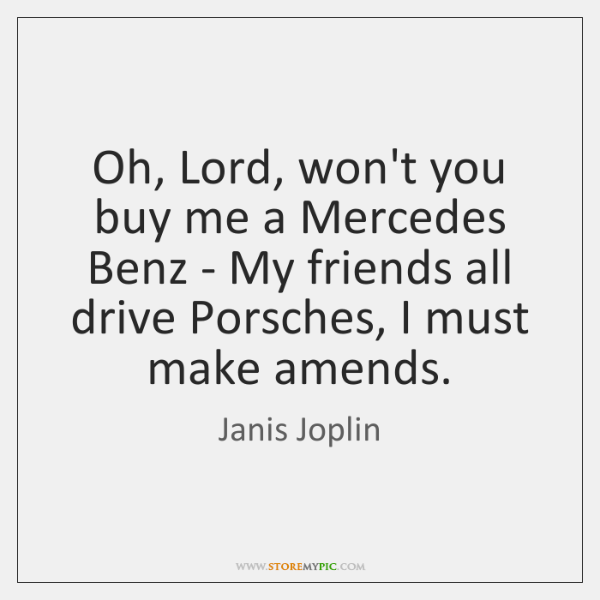 Oh, Lord, won't you
buy me a Mercedes
Benz - My friends all
drive Porsches, I must
make amends.
Janis Joplin
WWW.STOREMYPIC.COM